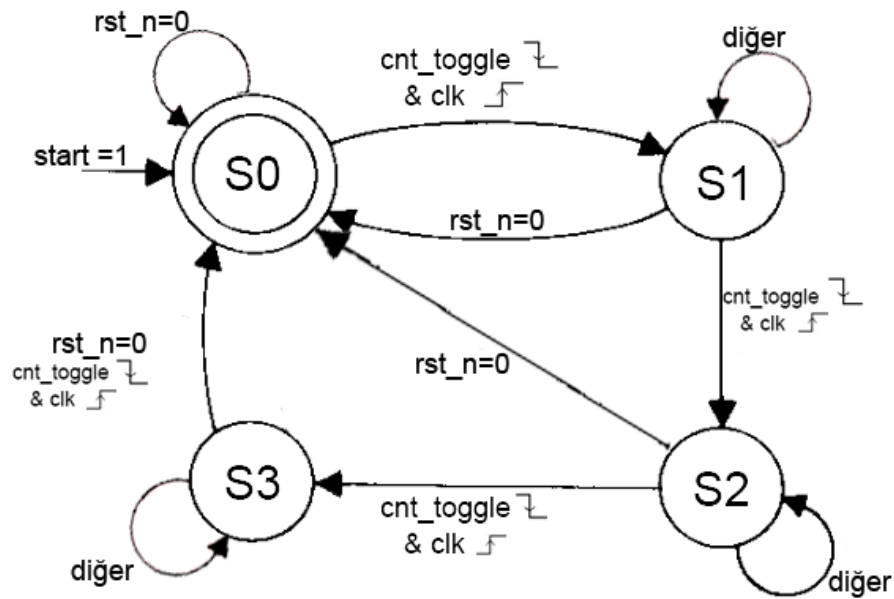 rst_n=0
cnt_toggle
& clk
diğer
start =1
S0
S1
rst_n=0
cnt_toggle
& clk
rst_n=0
cnt_toggle
& clk
rst_n=0
S3
S2
cnt_toggle
& clk
diğer
diğer